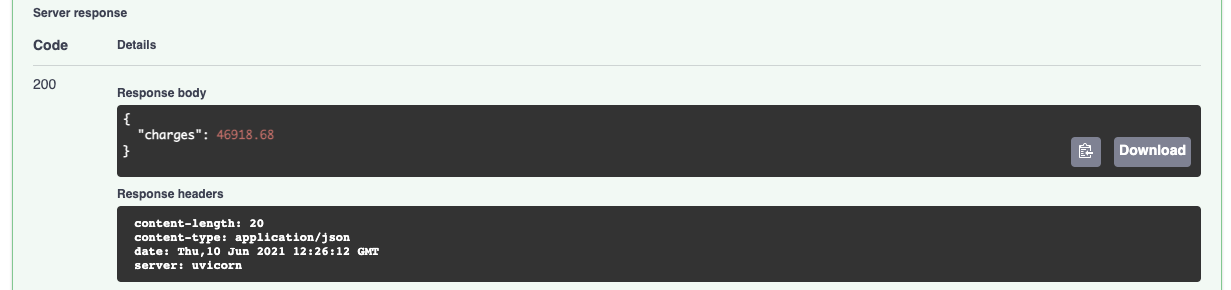 Server response
Code Details
200
Response body
{
"charges": 46918.68
}
Download
Response headers
content-length: 20
content-type: application/json
date: Thu,10 Jun 2021 12:26:12 GMT
server: uvicorn